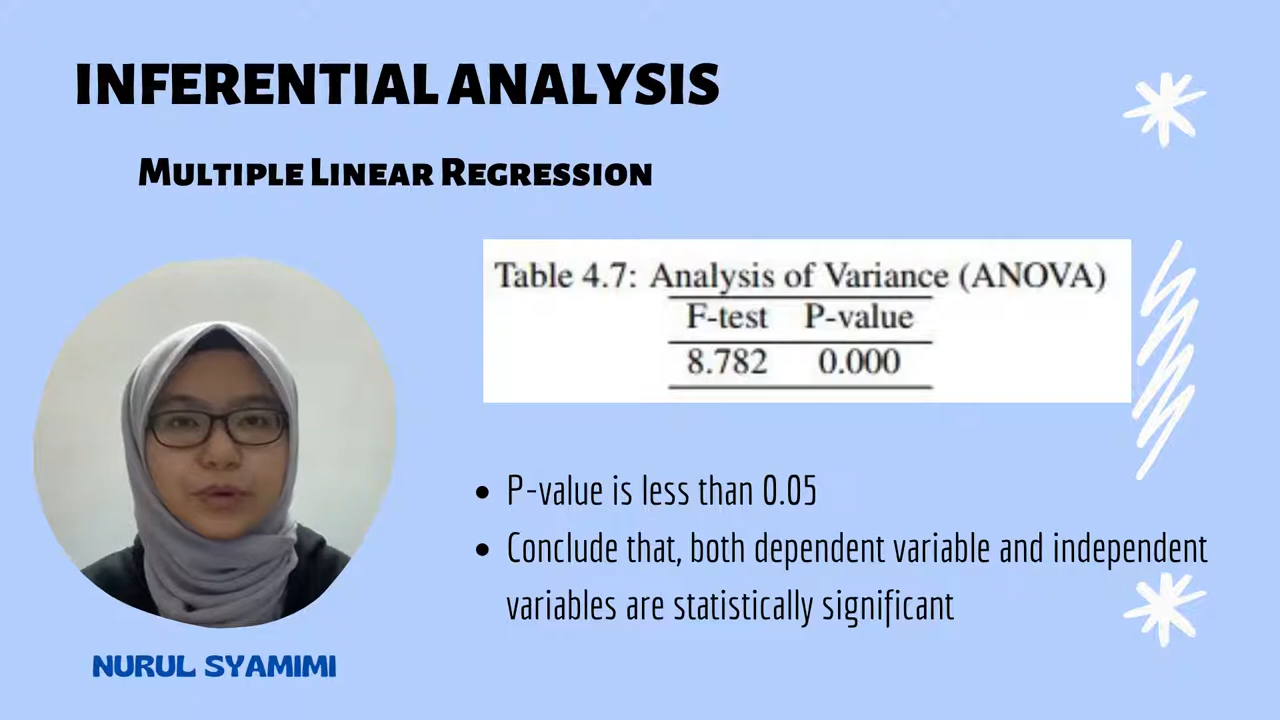 INFERENTIAL ANALYSIS
Multiple Linear Regression
Table 4.7: Analysis of Variance (ANOVA)
F-test P-value
8.782 0.000
• P-value is less than 0.05
• Conclude that, both dependent variable and independent
variables are statistically significant
NURUL SYAMIMI